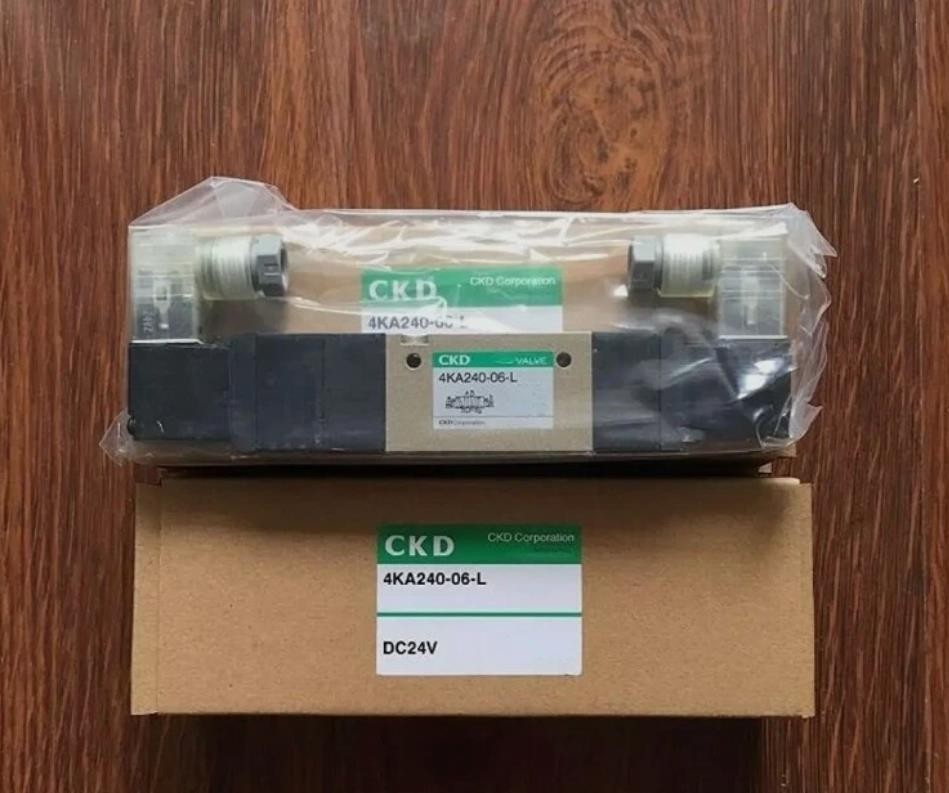 CKD CKD Corporation
4KA240-06-L
CKD VALVE
4KA240-06-L
CKD Corporation
CKD CKD Corporation
4KA240-06-L
DC24V